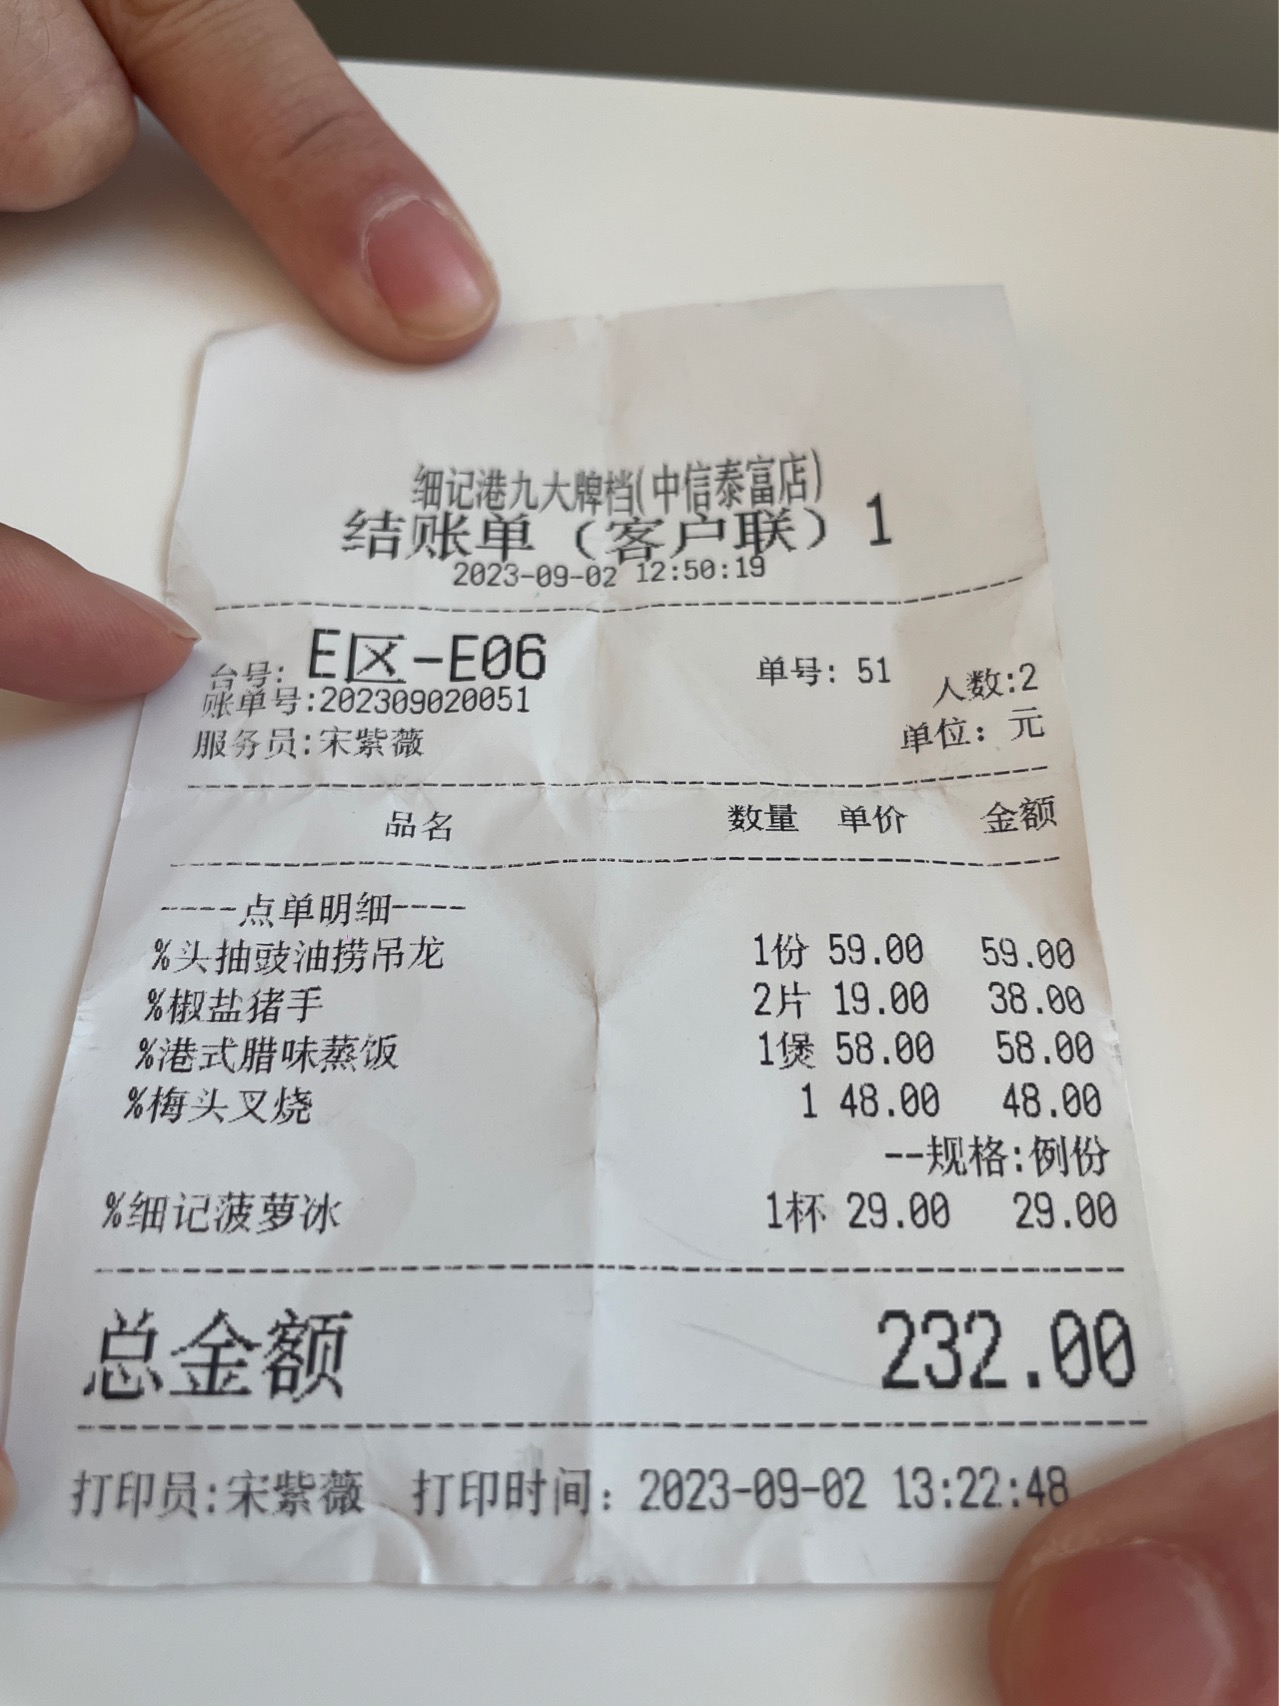 细记港九大牌档(中信泰富店)
结账单（客户联）1
2023-09-02 12:50:19
台号: E区-E06 单号: 51 人数:2
账单号:202309020051
服务员:宋紫薇 单位: 元
品名 数量 单价 金额
----点单明细----
%头抽豉油捞吊龙 1份 59.00 59.00
%椒盐猪手 2片 19.00 38.00
%港式腊味蒸饭 1煲 58.00 58.00
%梅头叉烧 1 48.00 48.00
--规格:例份
%细记菠萝冰 1杯 29.00 29.00
总金额 232.00
打印员:宋紫薇 打印时间: 2023-09-02 13:22:48